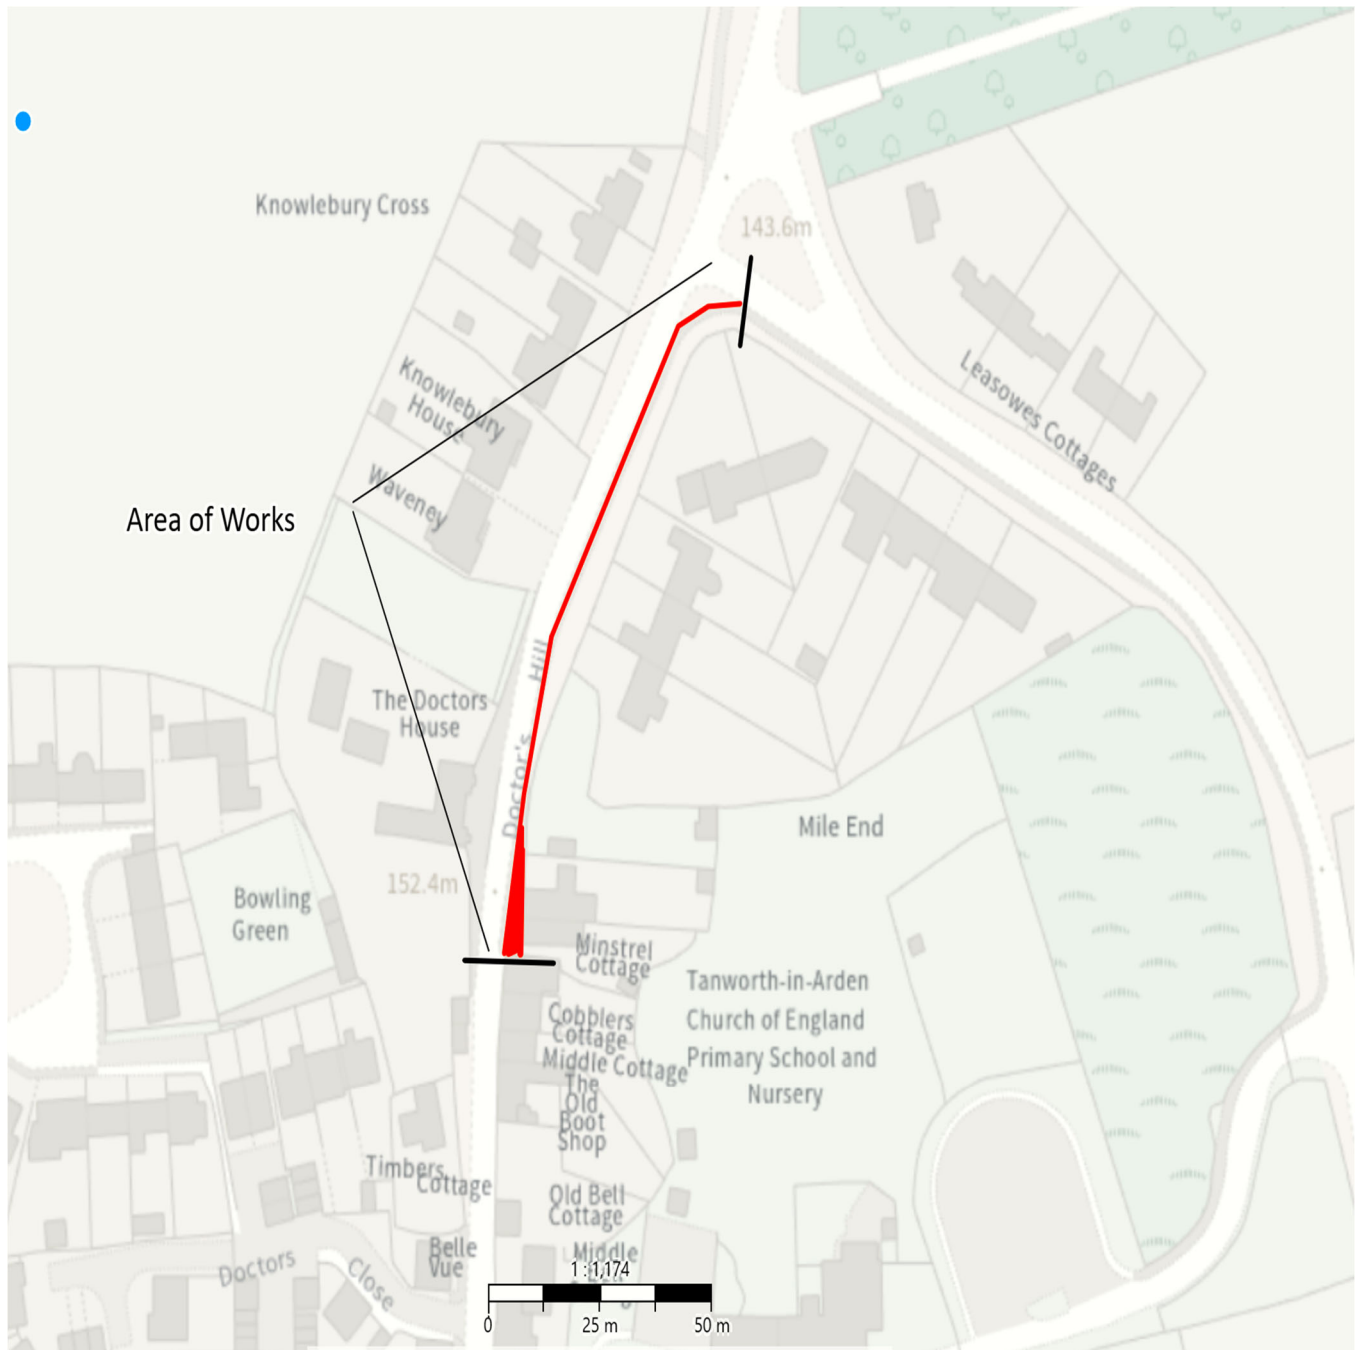 Knowlebury Cross
143.6m
Knowlebury
House
Leasowes Cottages
Waveney
Area of Works
Hill
Doctor's
The Doctors
House
Mile End
152.4m
Bowling
Green
Minstrel
Cottage
Tanworth-in-Arden
Church of England
Primary School and
Nursery
Cobblers
Cottage
Middle Cottage
The
Old
Boot
Shop
Timbers
Cottage
Old Bell
Cottage
Belle
Vue
Middle
Doctors
Close
1 : 1,174
0 25 m 50 m